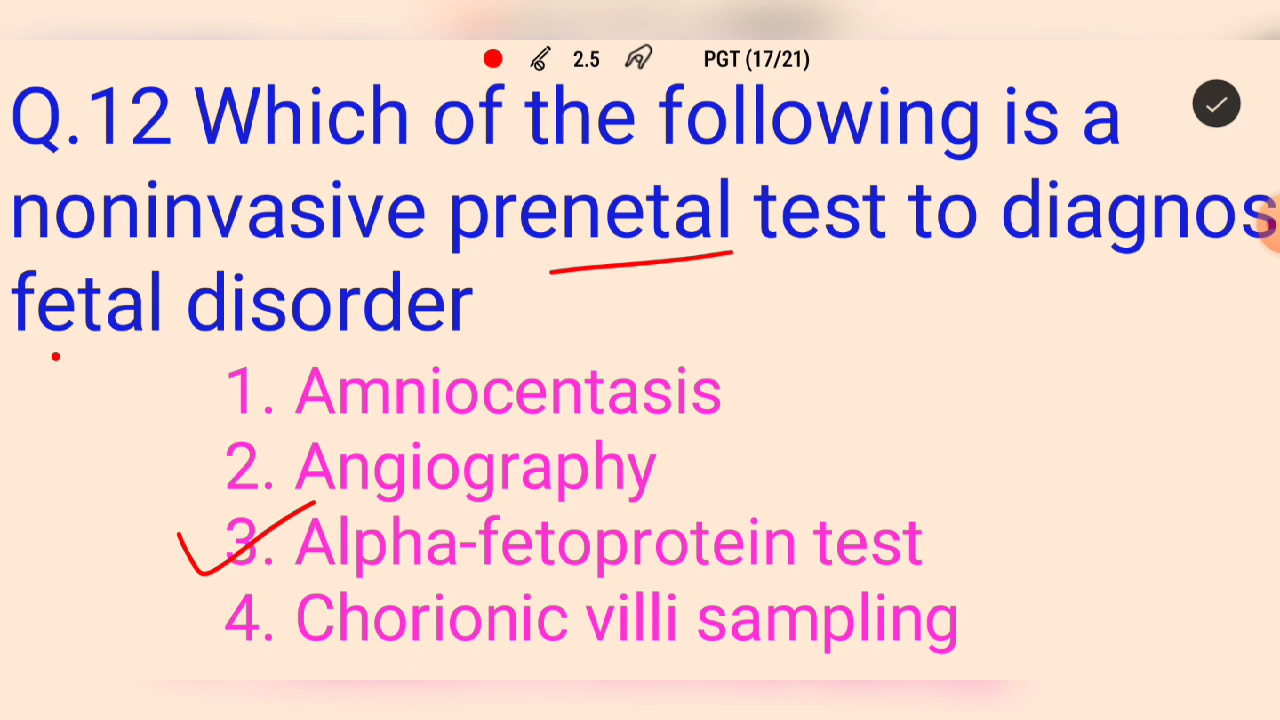 2.5 PGT (17/21)
Q.12 Which of the following is a
noninvasive prenetal test to diagnos
fetal disorder
1. Amniocentasis
2. Angiography
3. Alpha-fetoprotein test
4. Chorionic villi sampling